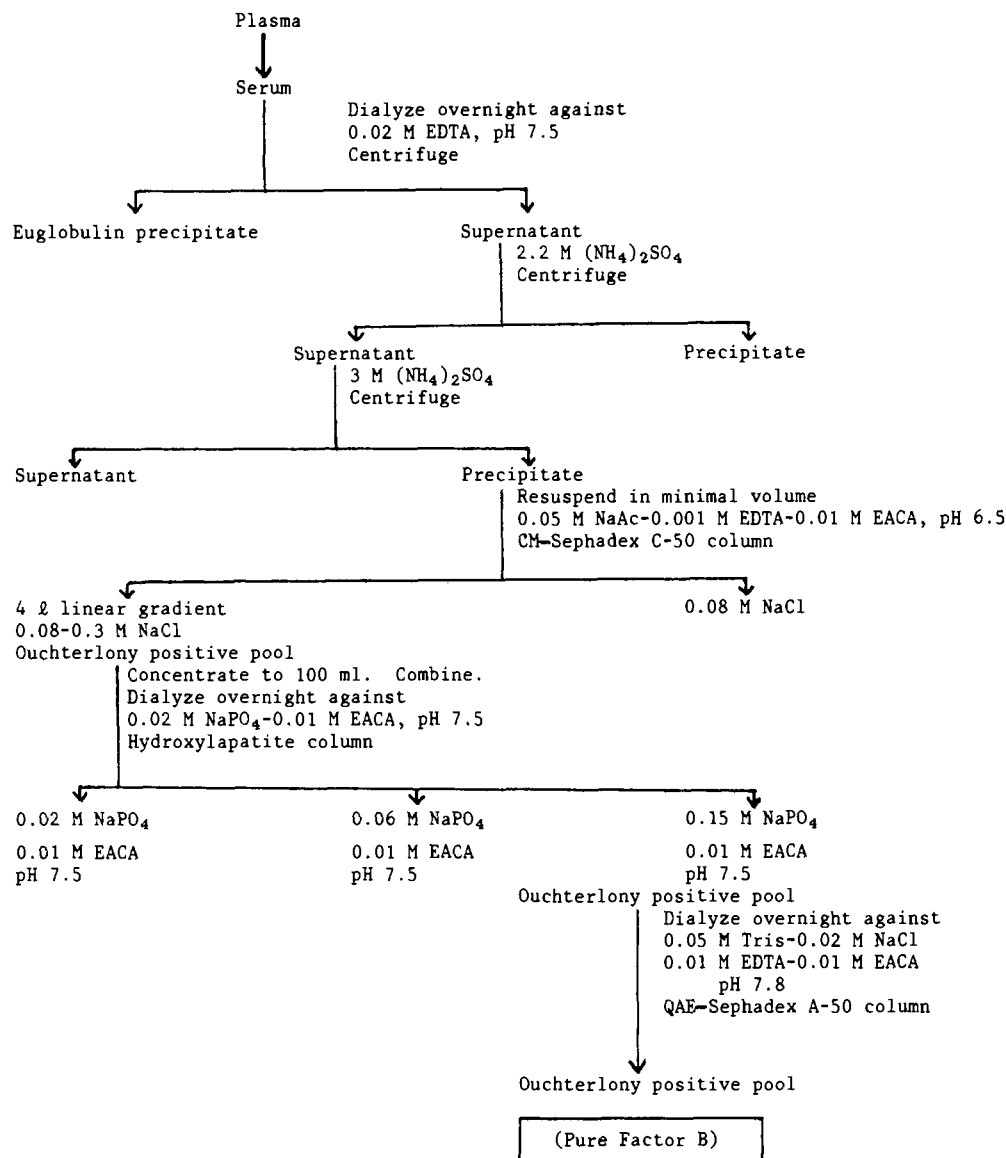 Plasma
Serum
Dialyze overnight against
0.02 M EDTA, pH 7.5
Centrifuge
Euglobulin precipitate
Supernatant
2.2 M (NH₄)₂SO₄
Centrifuge
Supernatant
3 M (NH₄)₂SO₄
Centrifuge
Precipitate
Supernatant
Precipitate
Resuspend in minimal volume
0.05 M NaAc-0.001 M EDTA-0.01 M EACA, pH 6.5
CM-Sephadex C-50 column
4 ℓ linear gradient
0.08-0.3 M NaCl
Ouchterlony positive pool
0.08 M NaCl
Concentrate to 100 ml. Combine.
Dialyze overnight against
0.02 M NaPO₄-0.01 M EACA, pH 7.5
Hydroxylapatite column
0.02 M NaPO₄
0.01 M EACA
pH 7.5
0.06 M NaPO₄
0.01 M EACA
pH 7.5
0.15 M NaPO₄
0.01 M EACA
pH 7.5
Ouchterlony positive pool
Dialyze overnight against
0.05 M Tris-0.02 M NaCl
0.01 M EDTA-0.01 M EACA
pH 7.8
QAE-Sephadex A-50 column
Ouchterlony positive pool
(Pure Factor B)